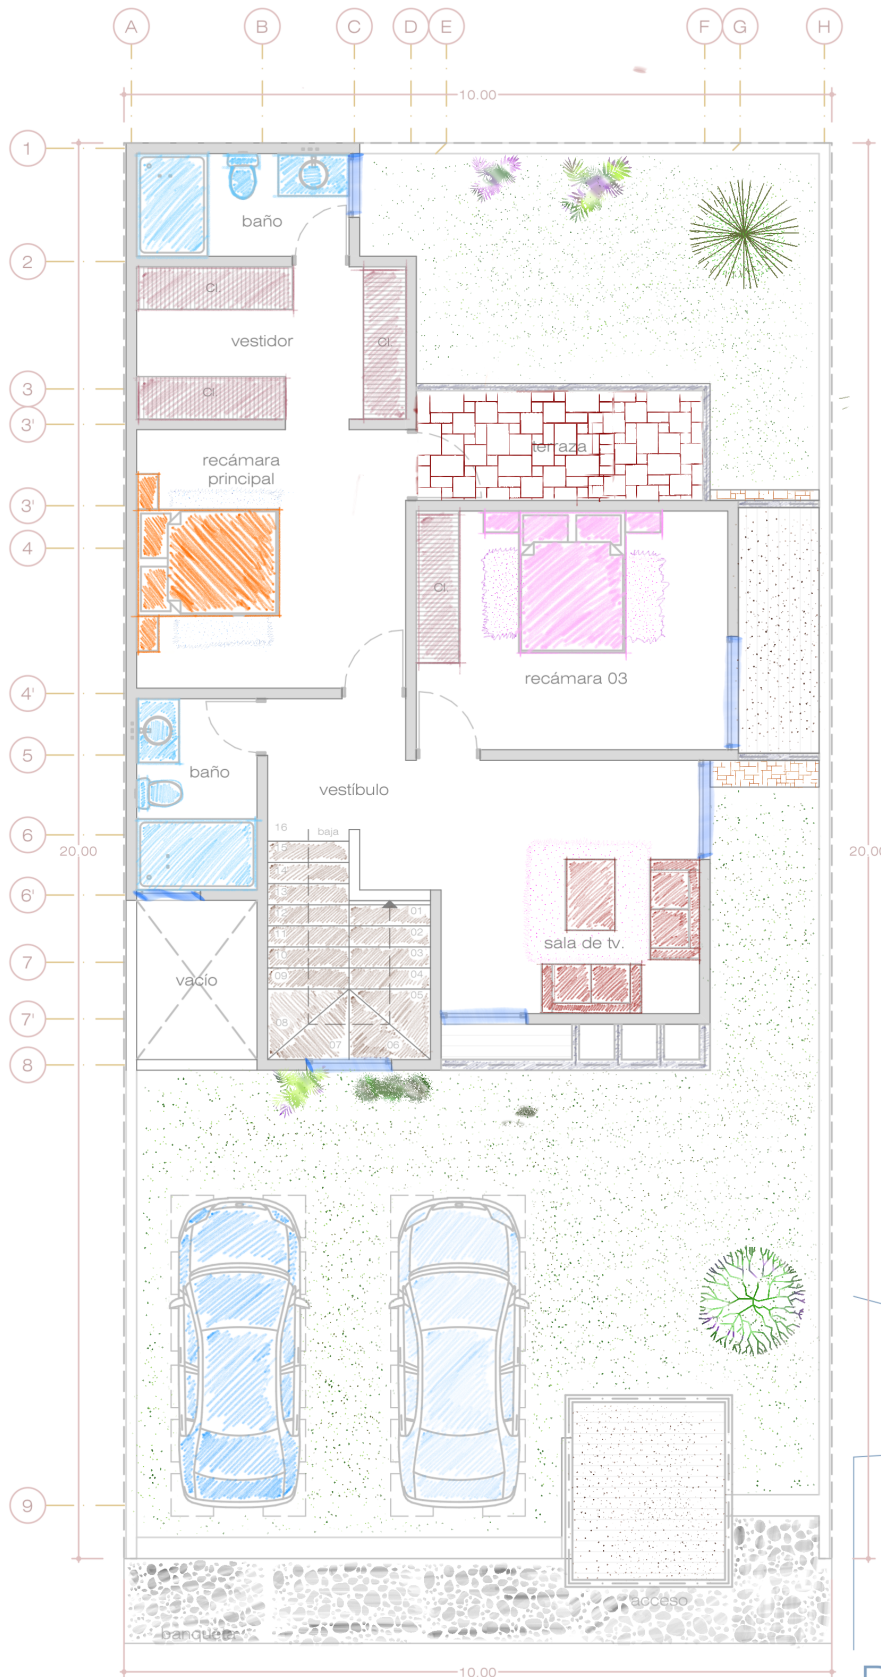 A B C D E F G H
10.00
1
baño
2
cl.
vestidor
cl.
3
cl.
3'
terraza
recámara
principal
3'
4
cl.
recámara 03
4'
5
baño
vestíbulo
16
baja
6
15
20.00
20.00
14
6'
13
12
01
11
02
sala de tv.
10
03
7
vacío
09
04
05
7'
08
07
06
8
9
acceso
banqueta
10.00